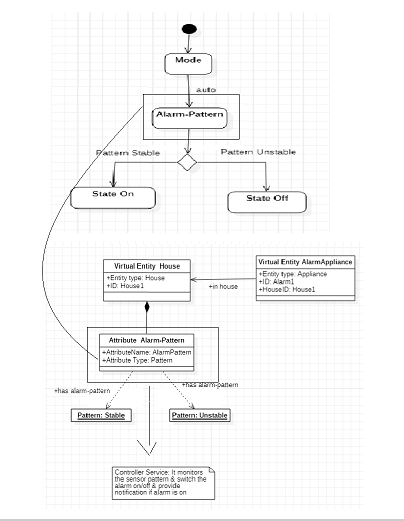 Mode
auto
Alarm-Pattern
Pattern Stable
Pattern Unstable
State On
State Off
Virtual Entity House
+Entity type: House
+ID: House1
Virtual Entity AlarmAppliance
+Entity type: Appliance
+ID: Alarm1
+HouseID: House1
+in house
Attribute Alarm-Pattern
+AttributeName: AlarmPattern
+Attribute Type: Pattern
+has alarm-pattern
+has alarm-pattern
Pattern: Stable
Pattern: Unstable
Controller Service: It monitors
the sensor pattern & switch the
alarm on/off & provide
notification if alarm is on